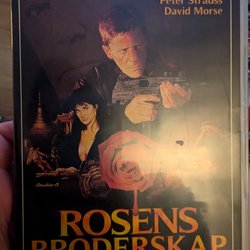 Peter Strauss
David Morse
ROSENS
BRODERSKAP